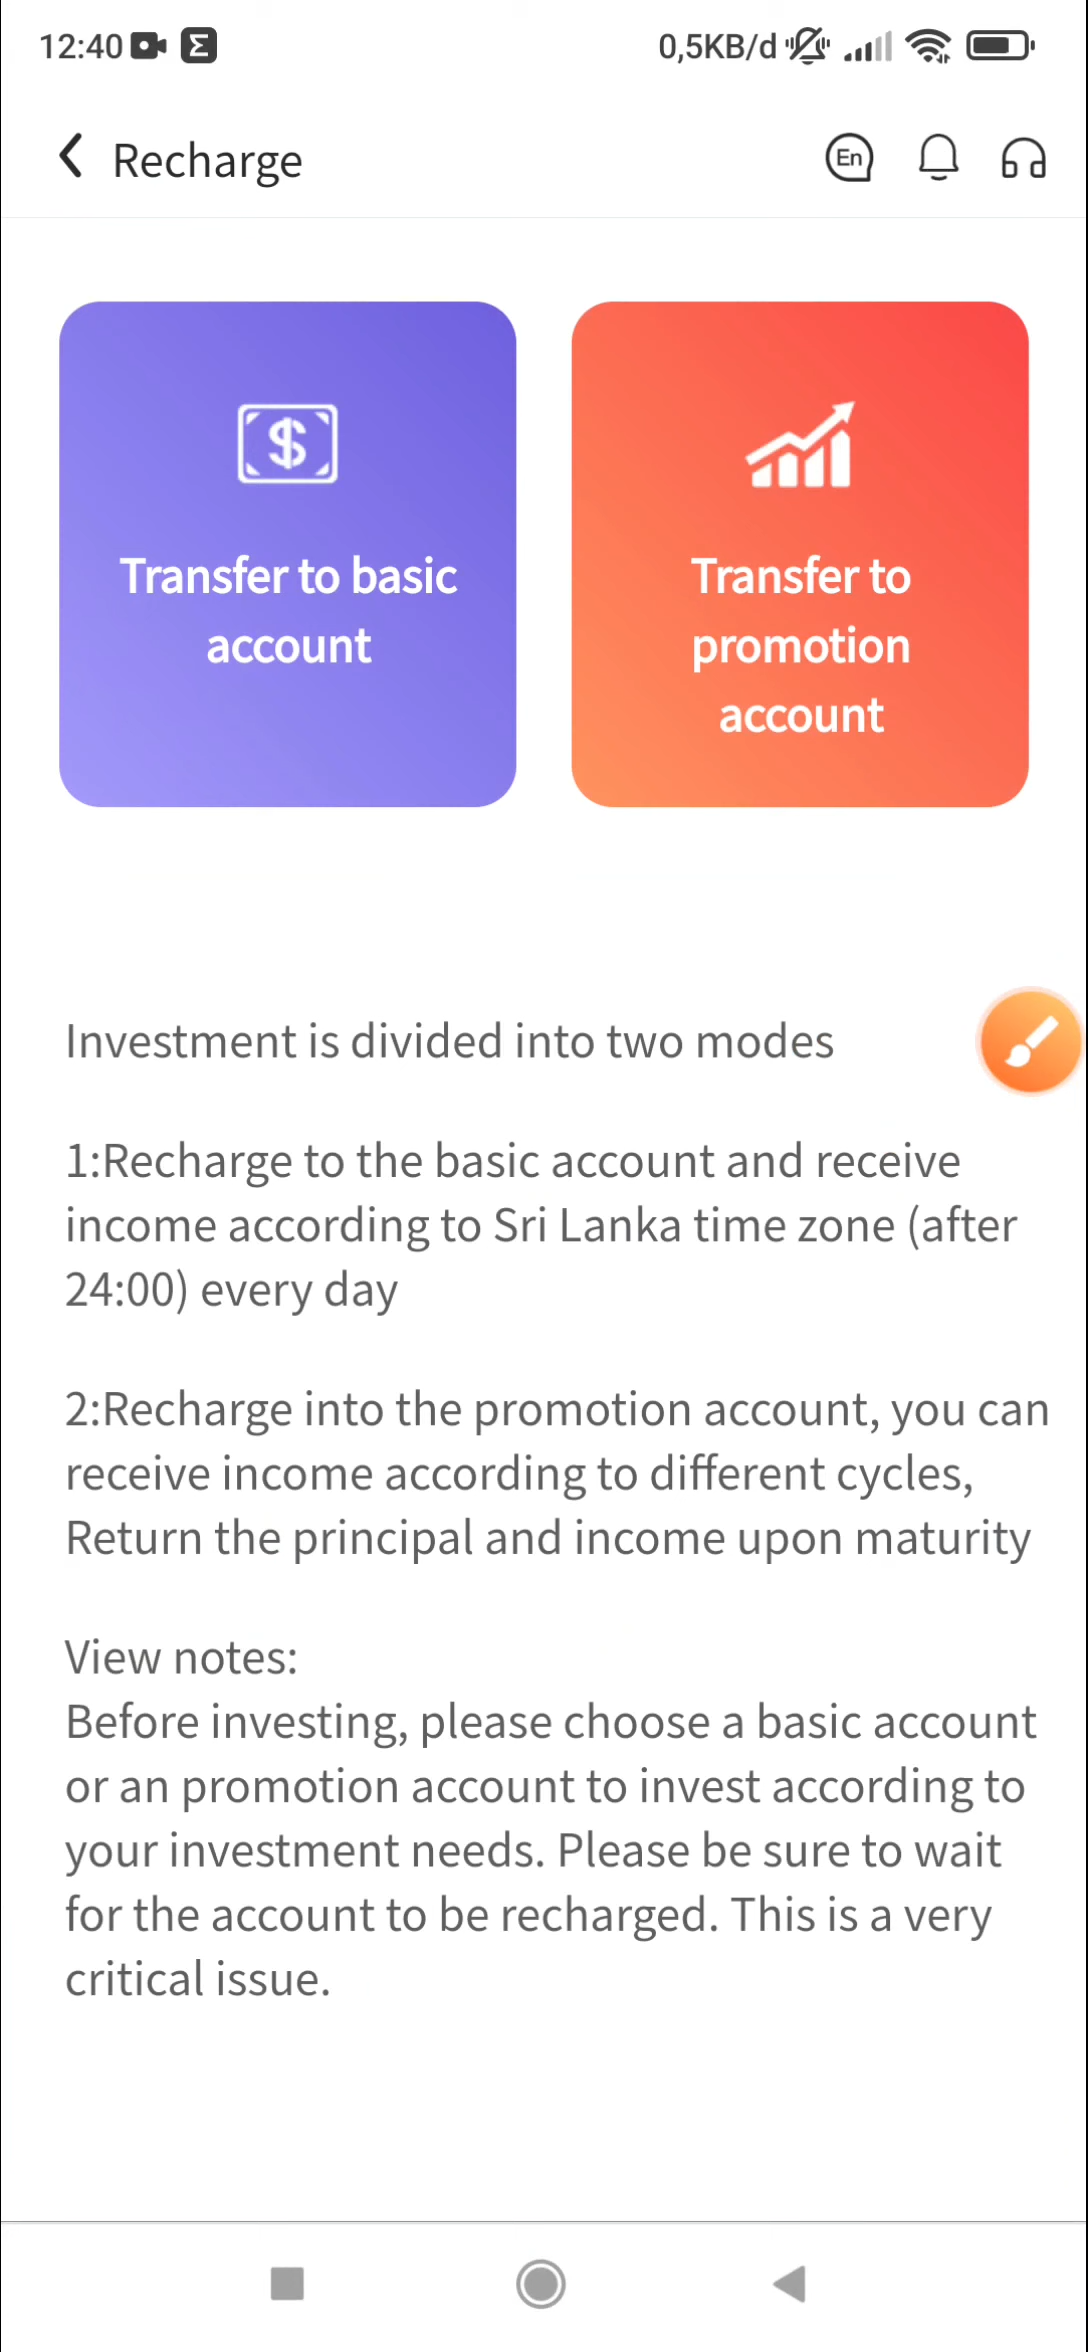 12:40 0,5KB/d
Recharge
En
Transfer to basic
account
Transfer to
promotion
account
Investment is divided into two modes
1:Recharge to the basic account and receive
income according to Sri Lanka time zone (after
24:00) every day
2:Recharge into the promotion account, you can
receive income according to different cycles,
Return the principal and income upon maturity
View notes:
Before investing, please choose a basic account
or an promotion account to invest according to
your investment needs. Please be sure to wait
for the account to be recharged. This is a very
critical issue.